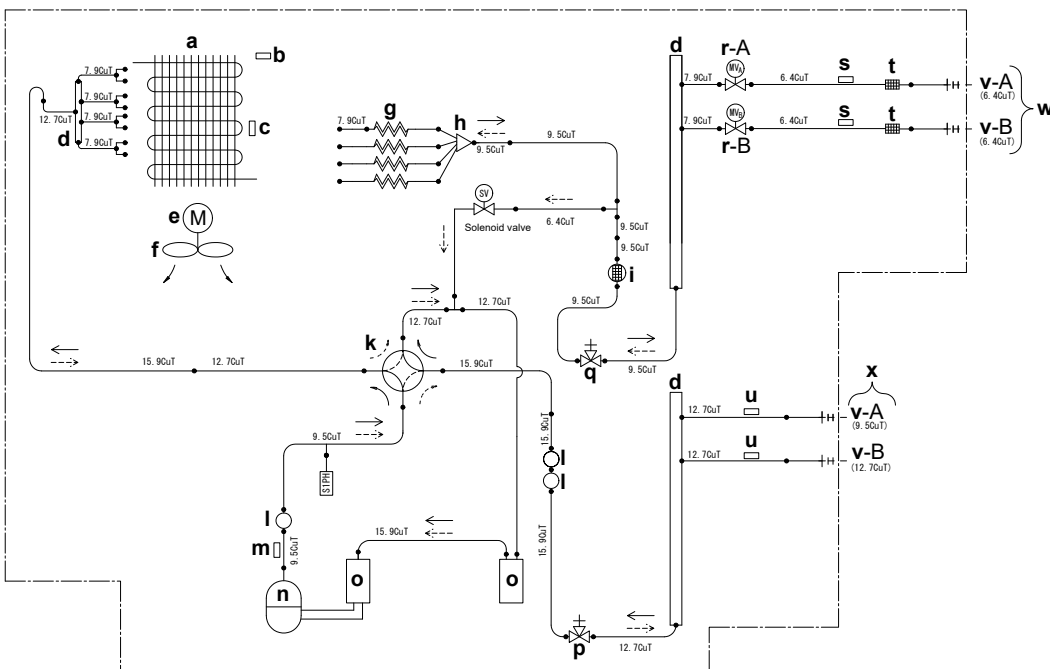 a
b
7.9CuT
7.9CuT
7.9CuT
7.9CuT
12.7CuT
d
c
e
M
f
g
7.9CuT
h
9.5CuT
9.5CuT
SV
Solenoid valve
6.4CuT
9.5CuT
9.5CuT
i
9.5CuT
q
9.5CuT
d
r-A
7.9CuT
MVA
6.4CuT
s
t
v-A
(6.4CuT)
w
7.9CuT
MVB
r-B
6.4CuT
s
t
v-B
(6.4CuT)
12.7CuT
12.7CuT
k
15.9CuT
12.7CuT
15.9CuT
9.5CuT
S1PH
l
m
9.5CuT
n
o
15.9CuT
o
15.9CuT
l
l
15.9CuT
p
12.7CuT
d
12.7CuT
u
x
v-A
(9.5CuT)
12.7CuT
u
v-B
(12.7CuT)